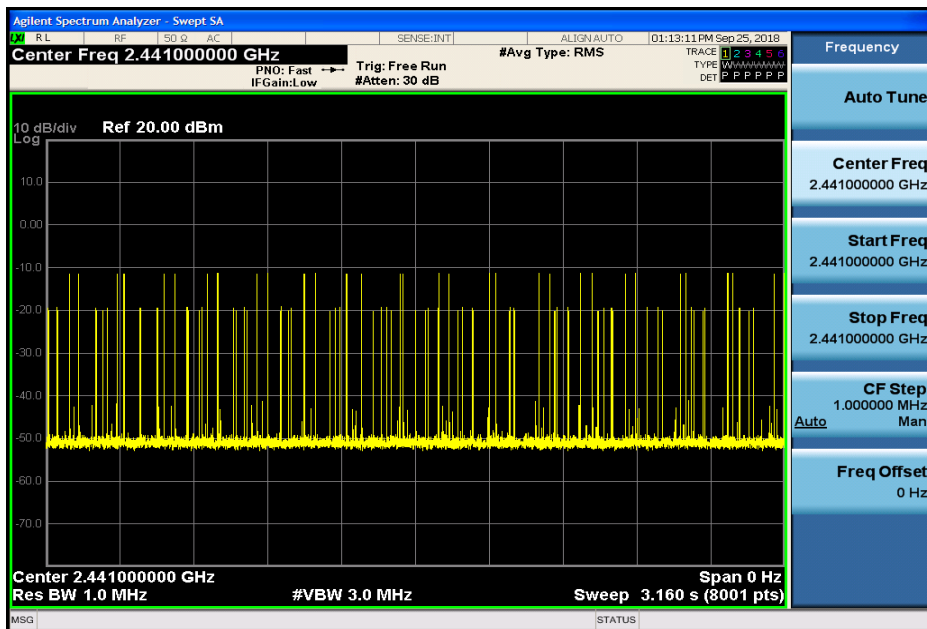 Agilent Spectrum Analyzer - Swept SA
LXI RL RF 50 Ω AC SENSE:INT ALIGN AUTO 01:13:11 PM Sep 25, 2018
Center Freq 2.441000000 GHz
PNO: Fast
IFGain:Low
Trig: Free Run
#Atten: 30 dB
#Avg Type: RMS
TRACE 1 2 3 4 5 6
TYPE WWWWWW
DET P P P P P P
10 dB/div Ref 20.00 dBm
Log
10.0
0.00
-10.0
-20.0
-30.0
-40.0
-50.0
-60.0
-70.0
Center 2.441000000 GHz Span 0 Hz
Res BW 1.0 MHz #VBW 3.0 MHz Sweep 3.160 s (8001 pts)
MSG STATUS
Frequency
Auto Tune
Center Freq
2.441000000 GHz
Start Freq
2.441000000 GHz
Stop Freq
2.441000000 GHz
CF Step
1.000000 MHz
Auto Man
Freq Offset
0 Hz